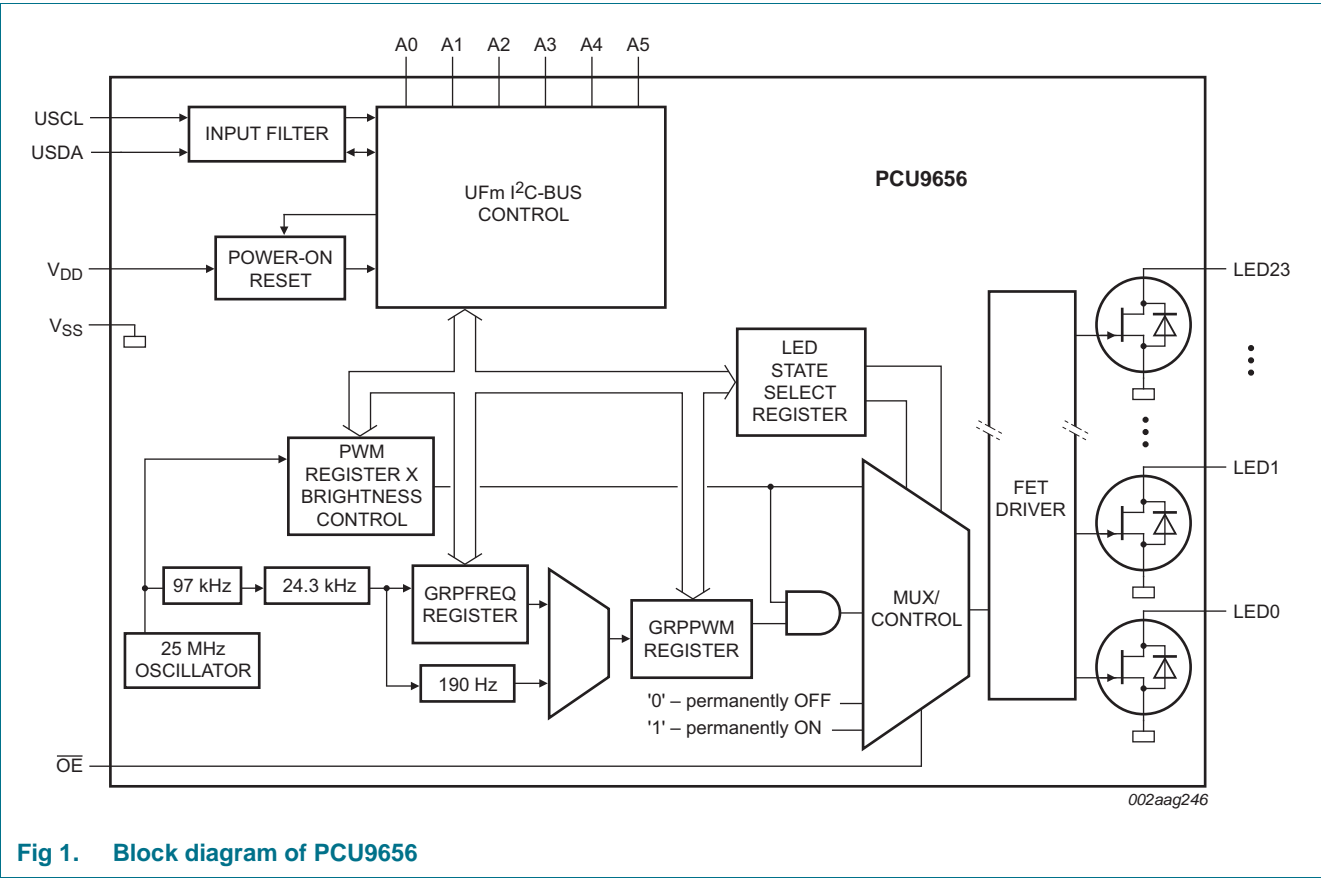 A0 A1 A2 A3 A4 A5
USCL
USDA
INPUT FILTER
UFm I2C-BUS
CONTROL
PCU9656
VDD
POWER-ON
RESET
VSS
LED23
LED
STATE
SELECT
REGISTER
PWM
REGISTER X
BRIGHTNESS
CONTROL
LED1
FET
DRIVER
97 kHz
24.3 kHz
GRPFREQ
REGISTER
GRPPWM
REGISTER
MUX/
CONTROL
LED0
25 MHz
OSCILLATOR
190 Hz
'0' – permanently OFF
'1' – permanently ON
OE
002aag246
Fig 1. Block diagram of PCU9656